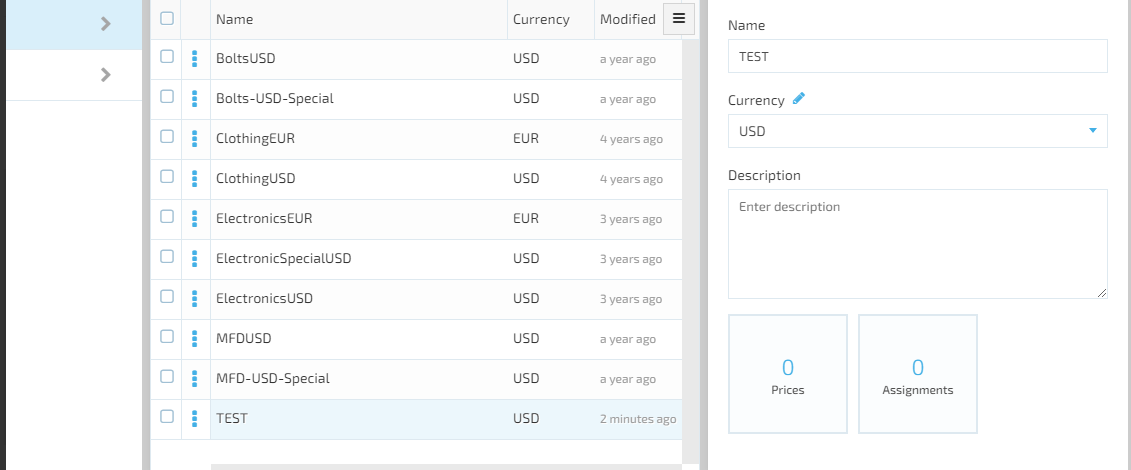 Name Currency Modified
BoltsUSD USD a year ago
Bolts-USD-Special USD a year ago
ClothingEUR EUR 4 years ago
ClothingUSD USD 4 years ago
ElectronicsEUR EUR 3 years ago
ElectronicSpecialUSD USD 3 years ago
ElectronicsUSD USD 3 years ago
MFDUSD USD a year ago
MFD-USD-Special USD a year ago
TEST USD 2 minutes ago
Name
TEST
Currency
USD
Description
Enter description
0 0
Prices Assignments